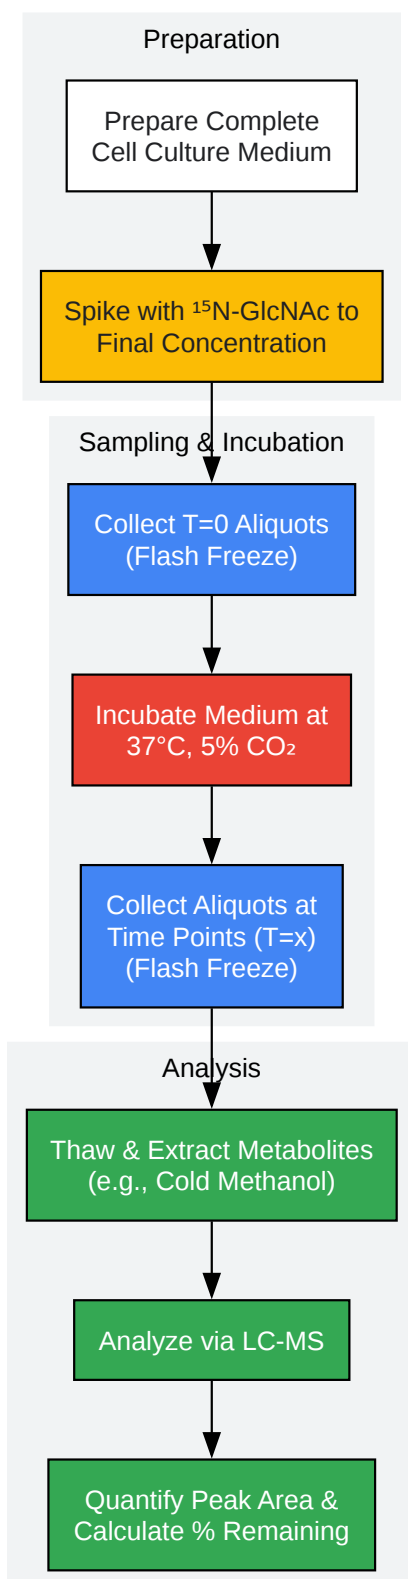 Preparation
Prepare Complete
Cell Culture Medium
Spike with ¹⁵N-GlcNAc to
Final Concentration
Sampling & Incubation
Collect T=0 Aliquots
(Flash Freeze)
Incubate Medium at
37°C, 5% CO₂
Collect Aliquots at
Time Points (T=x)
(Flash Freeze)
Analysis
Thaw & Extract Metabolites
(e.g., Cold Methanol)
Analyze via LC-MS
Quantify Peak Area &
Calculate % Remaining